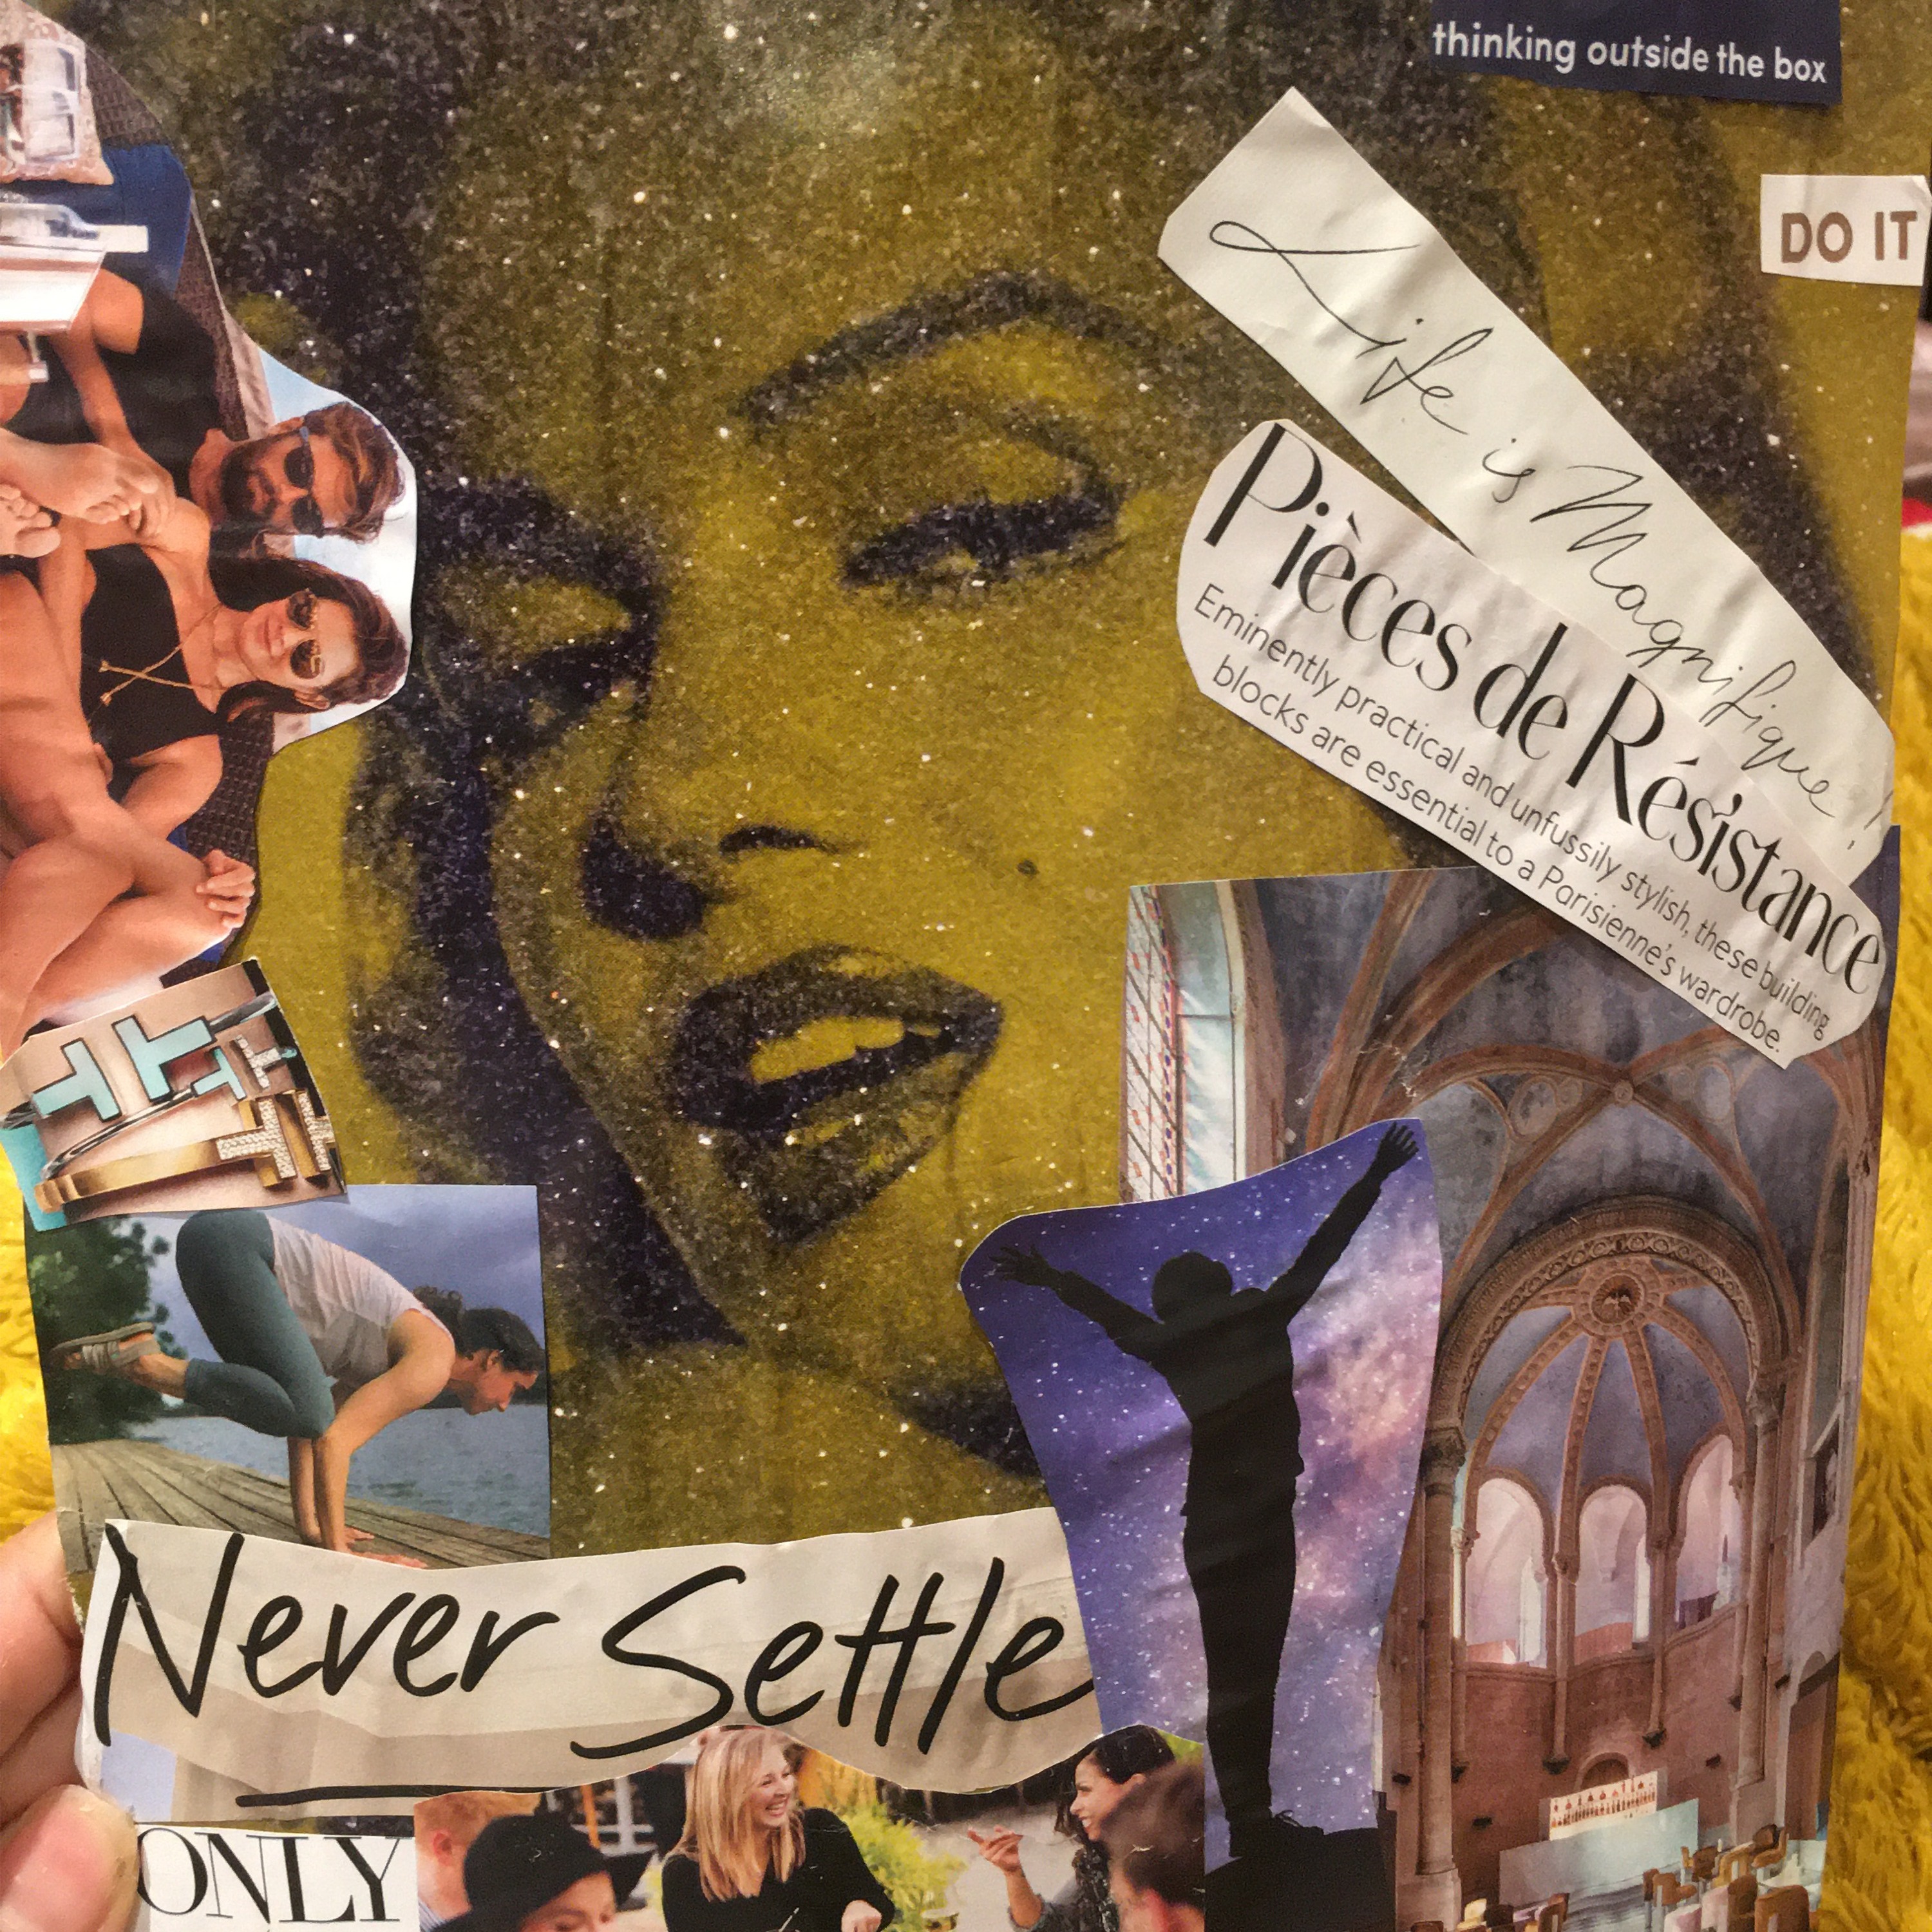 thinking outside the box
DO IT
Life is Magnifique!
Pièces de Résistance
Eminently practical and unfussily stylish, these building
blocks are essential to a Parisienne's wardrobe.
Never Settle
ONLY